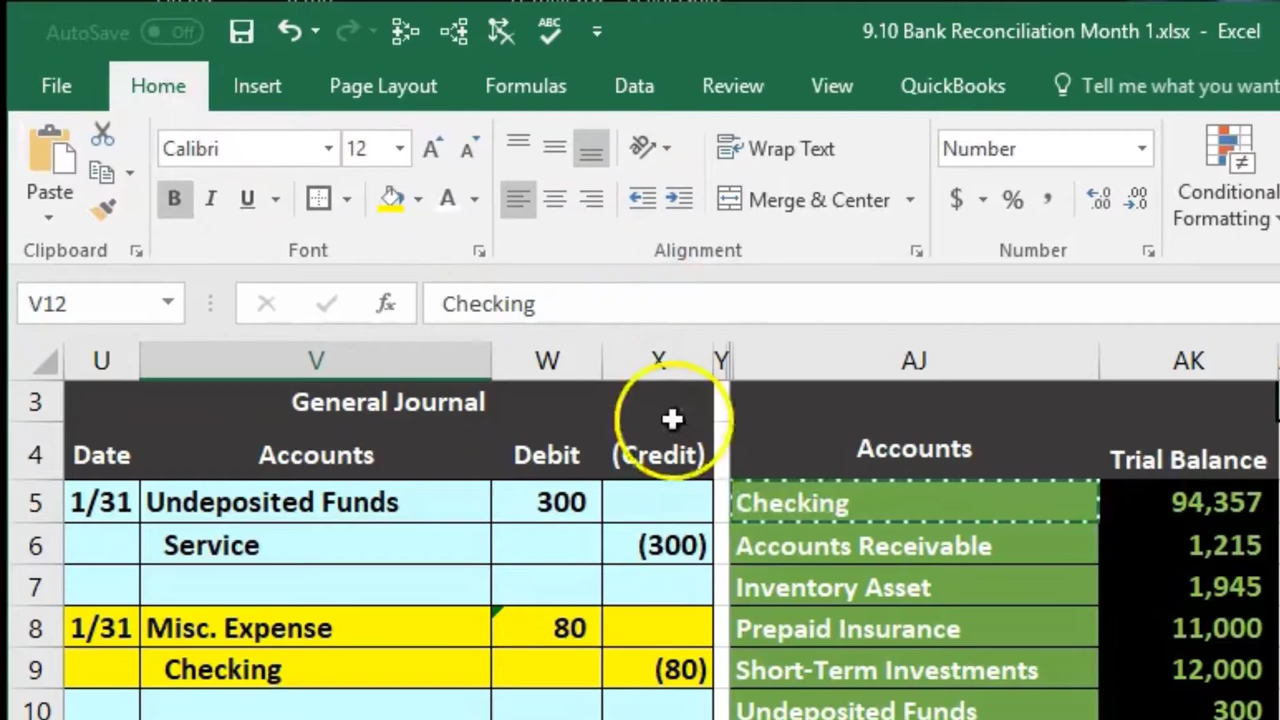 AutoSave Off ABC 9.10 Bank Reconciliation Month 1.xlsx - Excel
File Home Insert Page Layout Formulas Data Review View QuickBooks Tell me what you want
Calibri 12 A A Wrap Text Number
Paste B I U A Merge & Center $ % , .00 .0 Conditional
Formatting
Clipboard Font Alignment Number
V12 fx Checking
U V W X Y AJ AK
3 General Journal
4 Date Accounts Debit (Credit) Accounts Trial Balance
5 1/31 Undeposited Funds 300 Checking 94,357
6 Service (300) Accounts Receivable 1,215
7 Inventory Asset 1,945
8 1/31 Misc. Expense 80 Prepaid Insurance 11,000
9 Checking (80) Short-Term Investments 12,000
10 Undeposited Funds 300